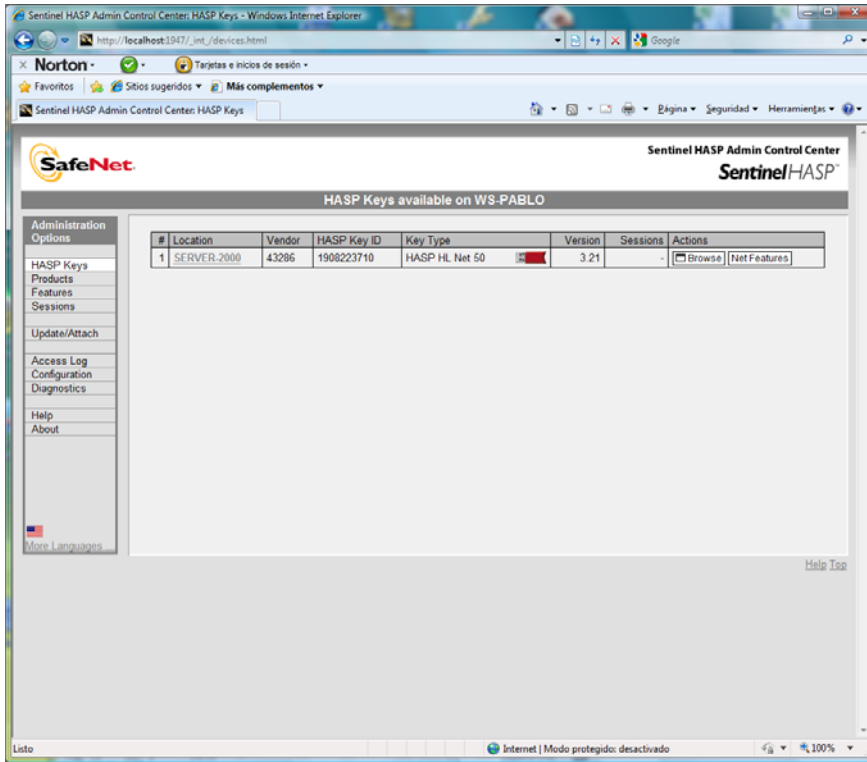 Sentinel HASP Admin Control Center: HASP Keys - Windows Internet Explorer
http://localhost:1947/_int_/devices.html
Google
Norton
Tarjetas e inicios de sesión
Favoritos Sitios sugeridos Más complementos
Sentinel HASP Admin Control Center: HASP Keys Página Seguridad Herramientas
SafeNet.
Sentinel HASP Admin Control Center
Sentinel HASP
HASP Keys available on WS-PABLO
Administration
Options
HASP Keys
Products
Features
Sessions
Update/Attach
Access Log
Configuration
Diagnostics
Help
About
More Languages ...
# Location Vendor HASP Key ID Key Type Version Sessions Actions
1 SERVER-2000 43286 1908223710 HASP HL Net 50 3.21 - Browse Net Features
Help Top
Listo Internet | Modo protegido: desactivado 100%